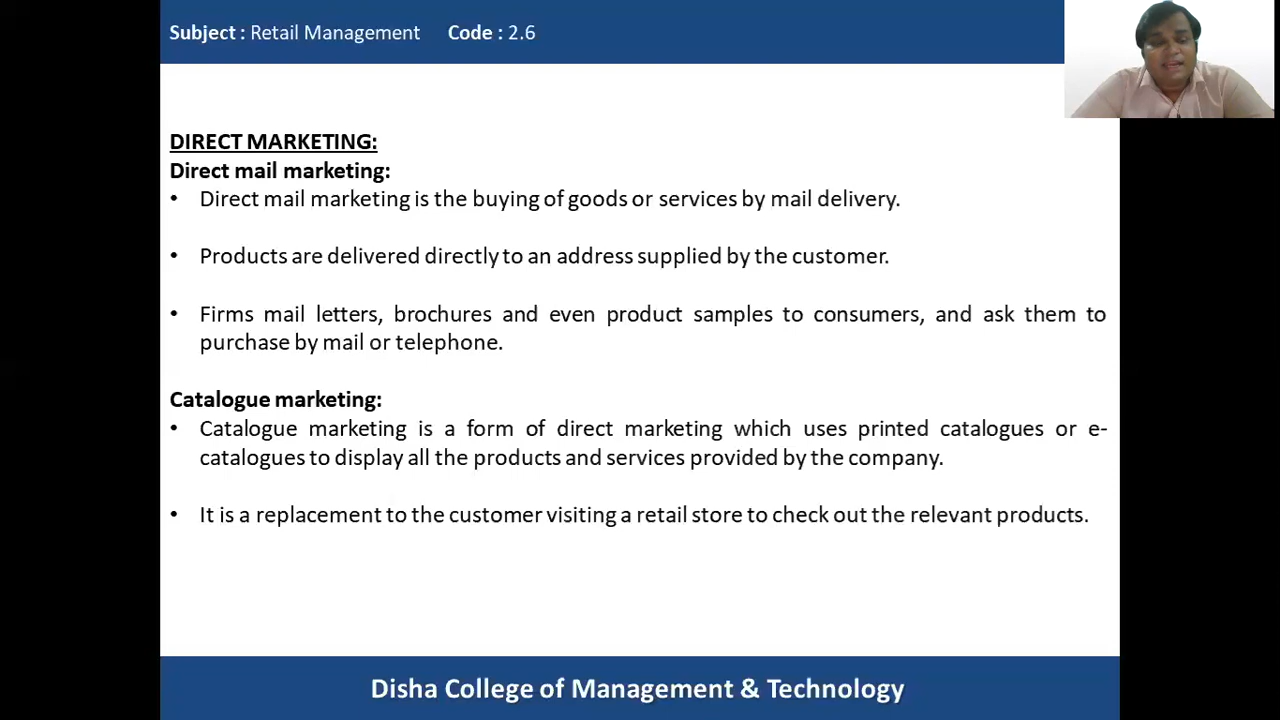 Subject : Retail Management Code : 2.6
DIRECT MARKETING:
Direct mail marketing:
• Direct mail marketing is the buying of goods or services by mail delivery.
• Products are delivered directly to an address supplied by the customer.
• Firms mail letters, brochures and even product samples to consumers, and ask them to
purchase by mail or telephone.
Catalogue marketing:
• Catalogue marketing is a form of direct marketing which uses printed catalogues or e-
catalogues to display all the products and services provided by the company.
• It is a replacement to the customer visiting a retail store to check out the relevant products.
Disha College of Management & Technology